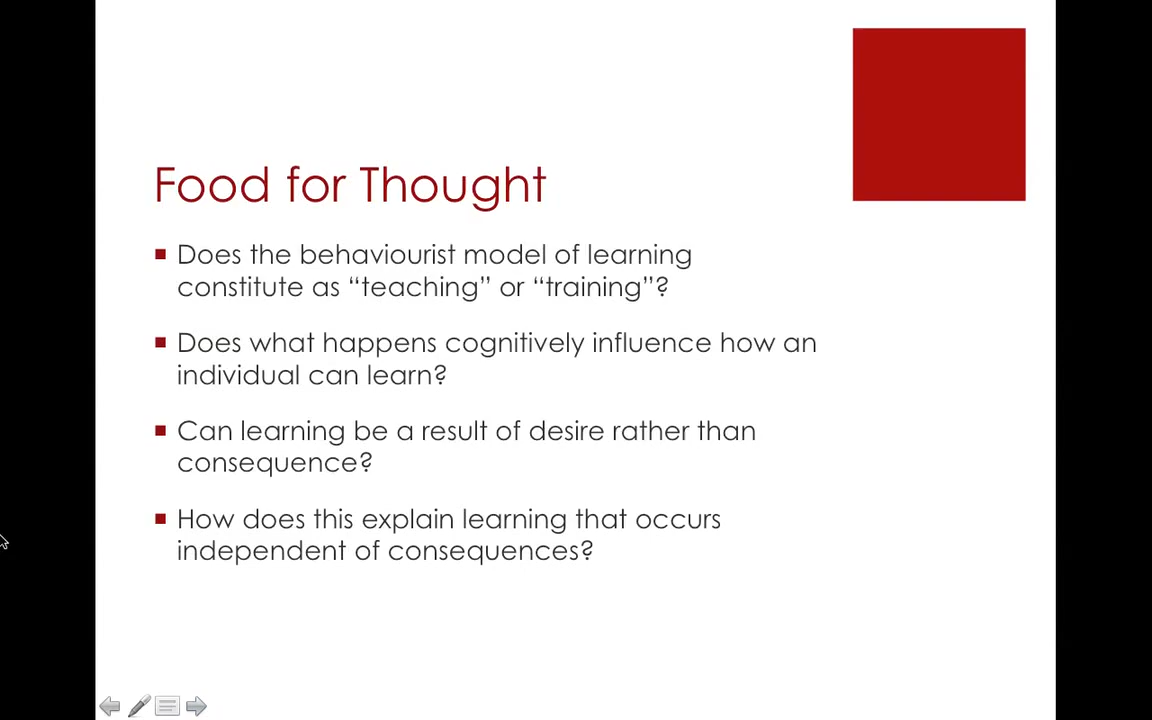 Food for Thought
Does the behaviourist model of learning
constitute as “teaching” or “training”?
Does what happens cognitively influence how an
individual can learn?
Can learning be a result of desire rather than
consequence?
How does this explain learning that occurs
independent of consequences?